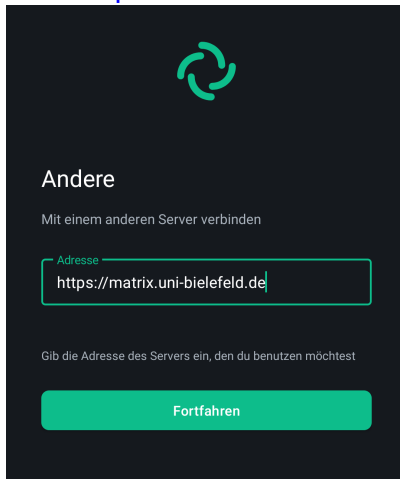 Andere
Mit einem anderen Server verbinden
Adresse
https://matrix.uni-bielefeld.de
Gib die Adresse des Servers ein, den du benutzen möchtest
Fortfahren